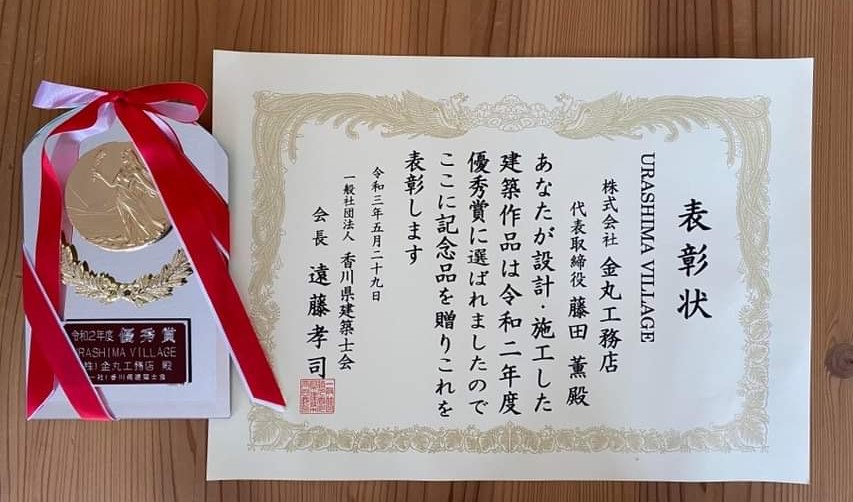 表彰状
URASHIMA VILLAGE
株式会社 金丸工務店
代表取締役 藤田 薫 殿
あなたが設計・施工した
建築作品は令和二年度
優秀賞に選ばれましたので
ここに記念品を贈りこれを
表彰します
令和三年五月二十九日
一般社団法人 香川県建築士会
会長 遠藤孝司
令和2年度 優秀賞
URASHIMA VILLAGE
(株)金丸工務店 殿
(一社)香川県建築士会